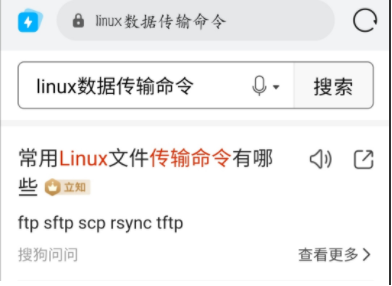 linux数据传输命令
linux数据传输命令
搜索
常用Linux文件传输命令有哪
些 立知
ftp sftp scp rsync tftp
搜狗问问
查看更多